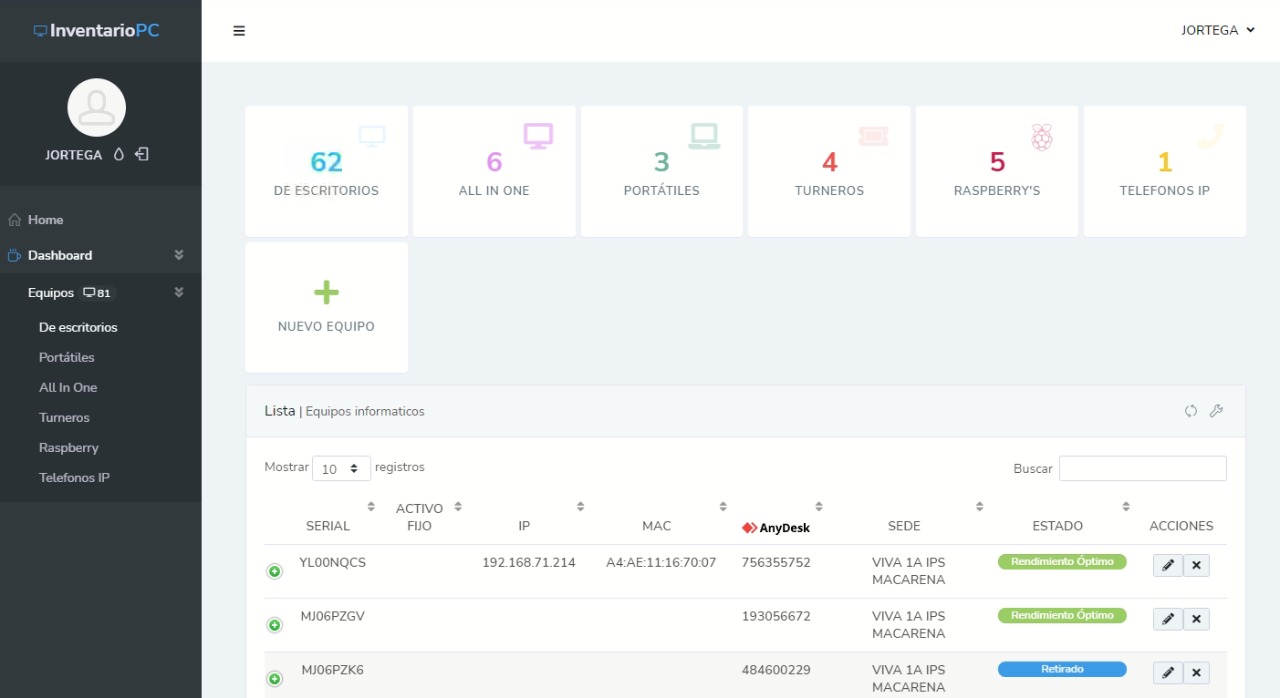 InventarioPC
JORTEGA
JORTEGA
Home
Dashboard
Equipos 81
De escritorios
Portátiles
All In One
Turneros
Raspberry
Telefonos IP
62
DE ESCRITORIOS
6
ALL IN ONE
3
PORTÁTILES
4
TURNEROS
5
RASPBERRY'S
1
TELEFONOS IP
NUEVO EQUIPO
Lista | Equipos informaticos
Mostrar 10 registros
Buscar
SERIAL ACTIVO FIJO IP MAC AnyDesk SEDE ESTADO ACCIONES
YL00NQCS 192.168.71.214 A4:AE:11:16:70:07 756355752 VIVA 1A IPS Rendimiento Óptimo
MACARENA
MJ06PZGV 193056672 VIVA 1A IPS Rendimiento Óptimo
MACARENA
MJ06PZK6 484600229 VIVA 1A IPS Retirado
MACARENA